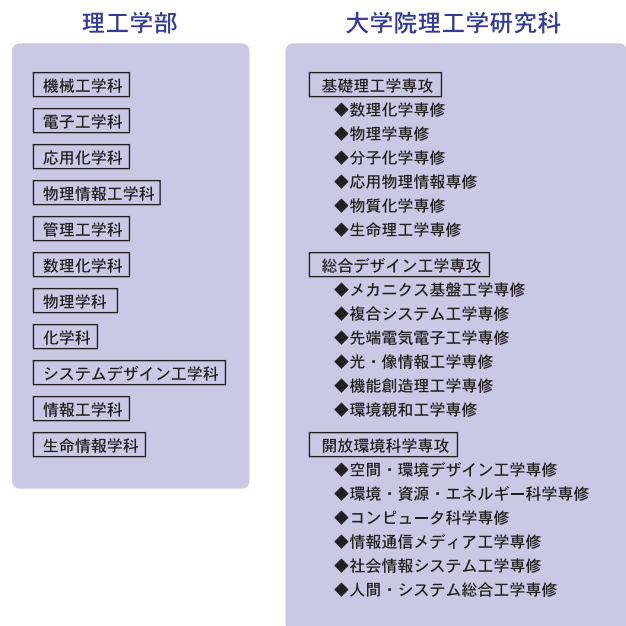 理工学部
機械工学科
電子工学科
応用化学科
物理情報工学科
管理工学科
数理化学科
物理学科
化学科
システムデザイン工学科
情報工学科
生命情報学科
大学院理工学研究科
基礎理工学専攻
◆数理化学専修
◆物理学専修
◆分子化学専修
◆応用物理情報専修
◆物質化学専修
◆生命理工学専修
総合デザイン工学専攻
◆メカニクス基盤工学専修
◆複合システム工学専修
◆先端電気電子工学専修
◆光・像情報工学専修
◆機能創造理工学専修
◆環境親和工学専修
開放環境科学専攻
◆空間・環境デザイン工学専修
◆環境・資源・エネルギー科学専修
◆コンピュータ科学専修
◆情報通信メディア工学専修
◆社会情報システム工学専修
◆人間・システム総合工学専修